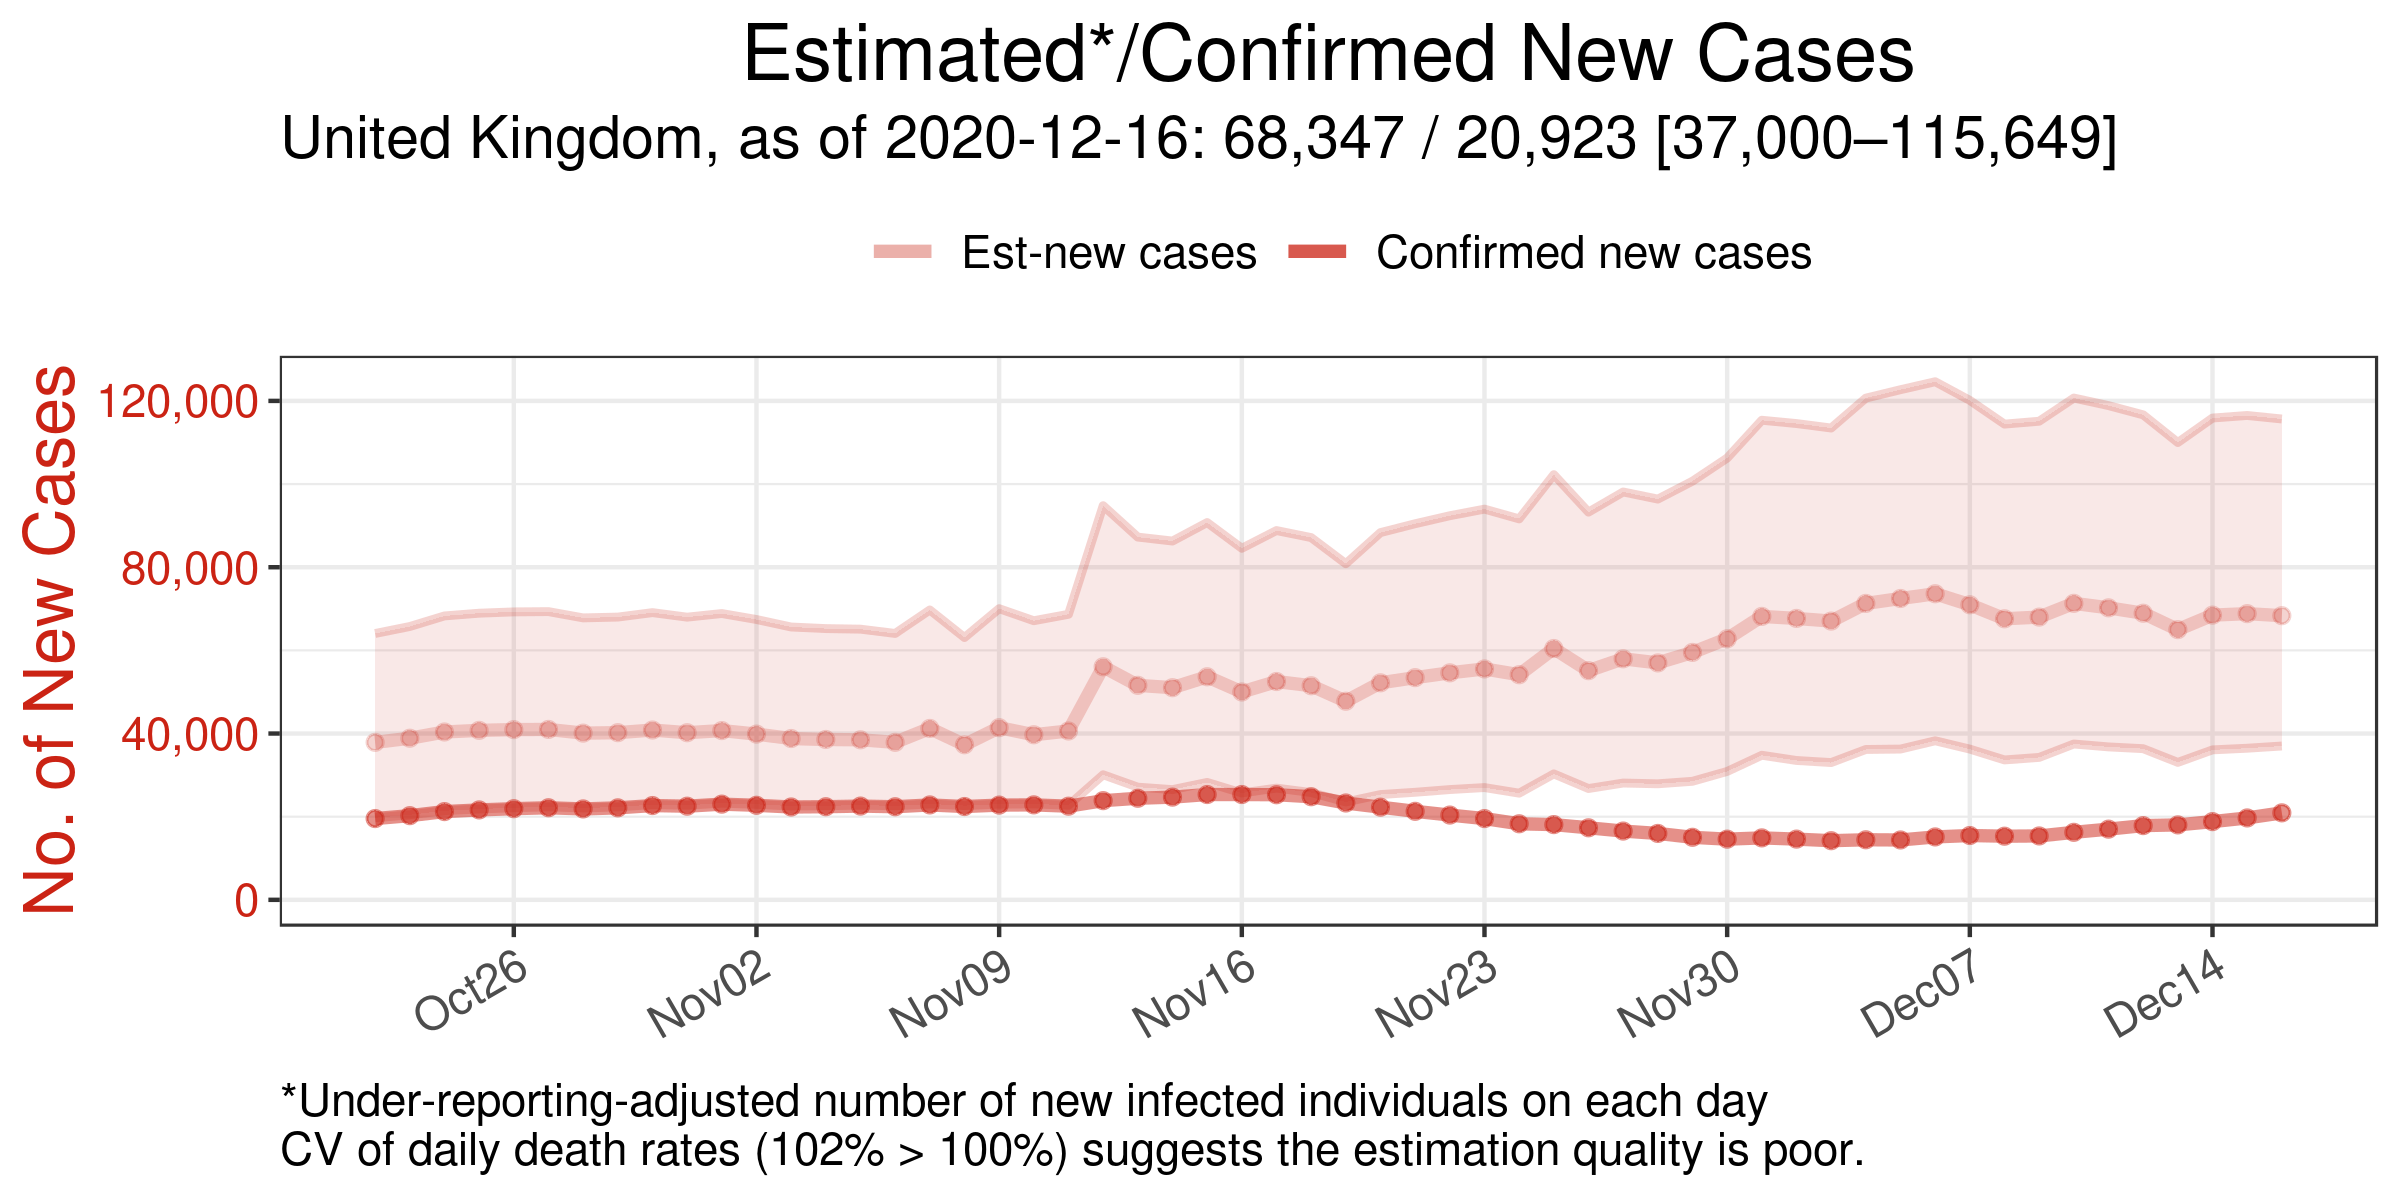 Estimated*/Confirmed New Cases
United Kingdom, as of 2020-12-16: 68,347 / 20,923 [37,000–115,649]
Est-new cases
Confirmed new cases
No. of New Cases
120,000
80,000
40,000
0
Oct26
Nov02
Nov09
Nov16
Nov23
Nov30
Dec07
Dec14
*Under-reporting-adjusted number of new infected individuals on each day
CV of daily death rates (102% > 100%) suggests the estimation quality is poor.